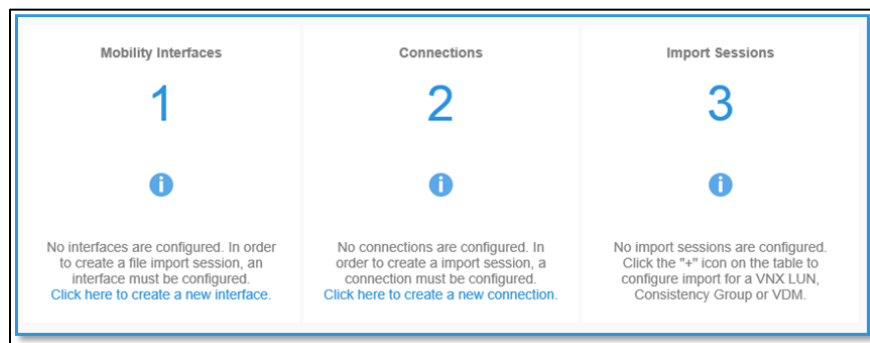 Mobility Interfaces
1
No interfaces are configured. In order
to create a file import session, an
interface must be configured.
Click here to create a new interface.
Connections
2
No connections are configured. In
order to create a import session, a
connection must be configured.
Click here to create a new connection.
Import Sessions
3
No import sessions are configured.
Click the "+" icon on the table to
configure import for a VNX LUN,
Consistency Group or VDM.